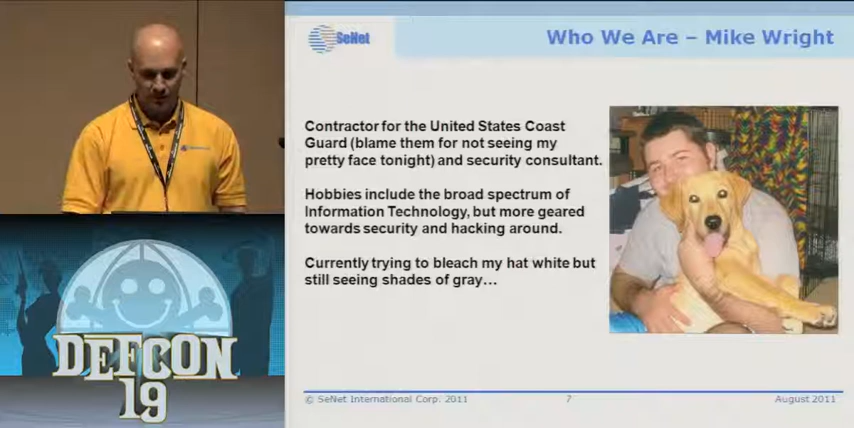 SeNet
Who We Are – Mike Wright
Contractor for the United States Coast
Guard (blame them for not seeing my
pretty face tonight) and security consultant.
Hobbies include the broad spectrum of
Information Technology, but more geared
towards security and hacking around.
Currently trying to bleach my hat white but
still seeing shades of gray…
© SeNet International Corp. 2011
7
August 2011
DEFCON
19